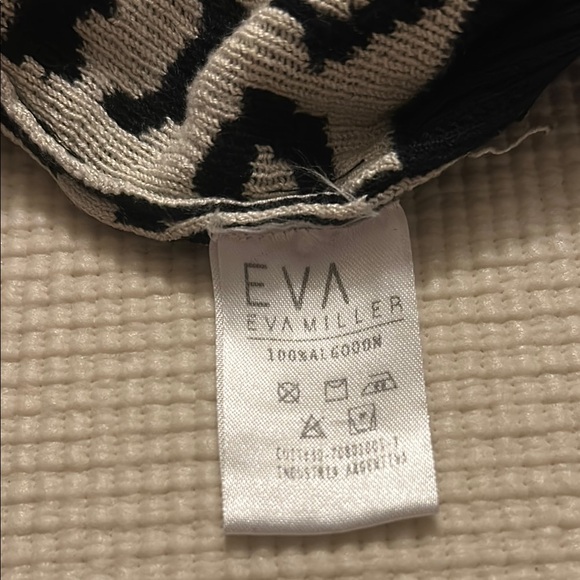 EVA
EVA MILLER
100%ALGODON
INDUSTRIA ARGENTINA